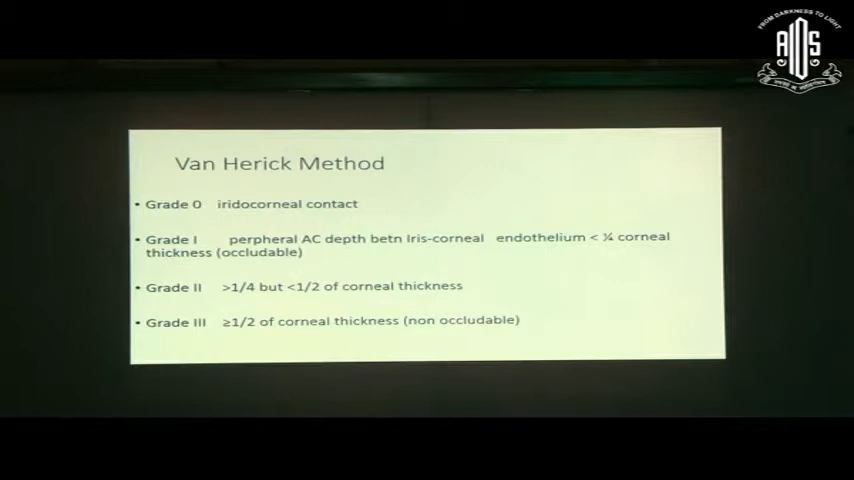 FROM DARKNESS TO LIGHT
AIOS
Van Herick Method
• Grade 0 iridocorneal contact
• Grade I perpheral AC depth betn Iris-corneal endothelium < ¼ corneal
thickness (occludable)
• Grade II >1/4 but <1/2 of corneal thickness
• Grade III ≥1/2 of corneal thickness (non occludable)